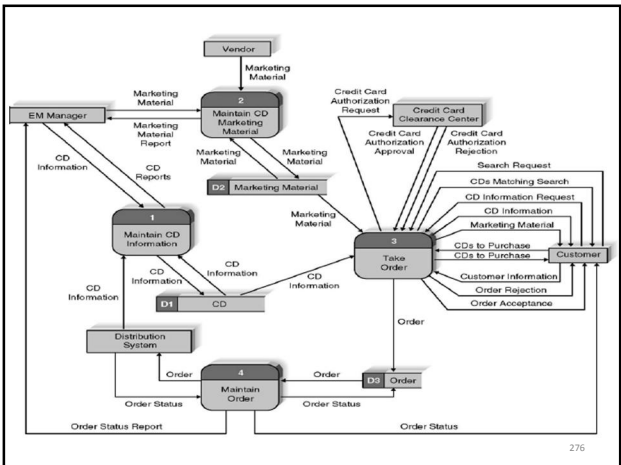 Vendor
Marketing
Material
EM Manager
Marketing
Material
Marketing
Material
Report
2
Maintain CD
Marketing
Material
Credit Card
Authorization
Request
Credit Card
Clearance Center
Credit Card
Authorization
Approval
Credit Card
Authorization
Rejection
CD
Information
CD
Reports
Marketing
Material
Marketing
Material
D2 Marketing Material
Marketing
Material
Search Request
CDs Matching Search
CD Information Request
CD Information
Marketing Material
CDs to Purchase
CDs to Purchase
Customer
Customer Information
Order Rejection
Order Acceptance
1
Maintain CD
Information
3
Take
Order
CD
Information
CD
Information
CD
Information
D1 CD
Distribution
System
Order
Order Status
4
Maintain
Order
Order
Order Status
D3 Order
Order
Order Status Report
Order Status
276